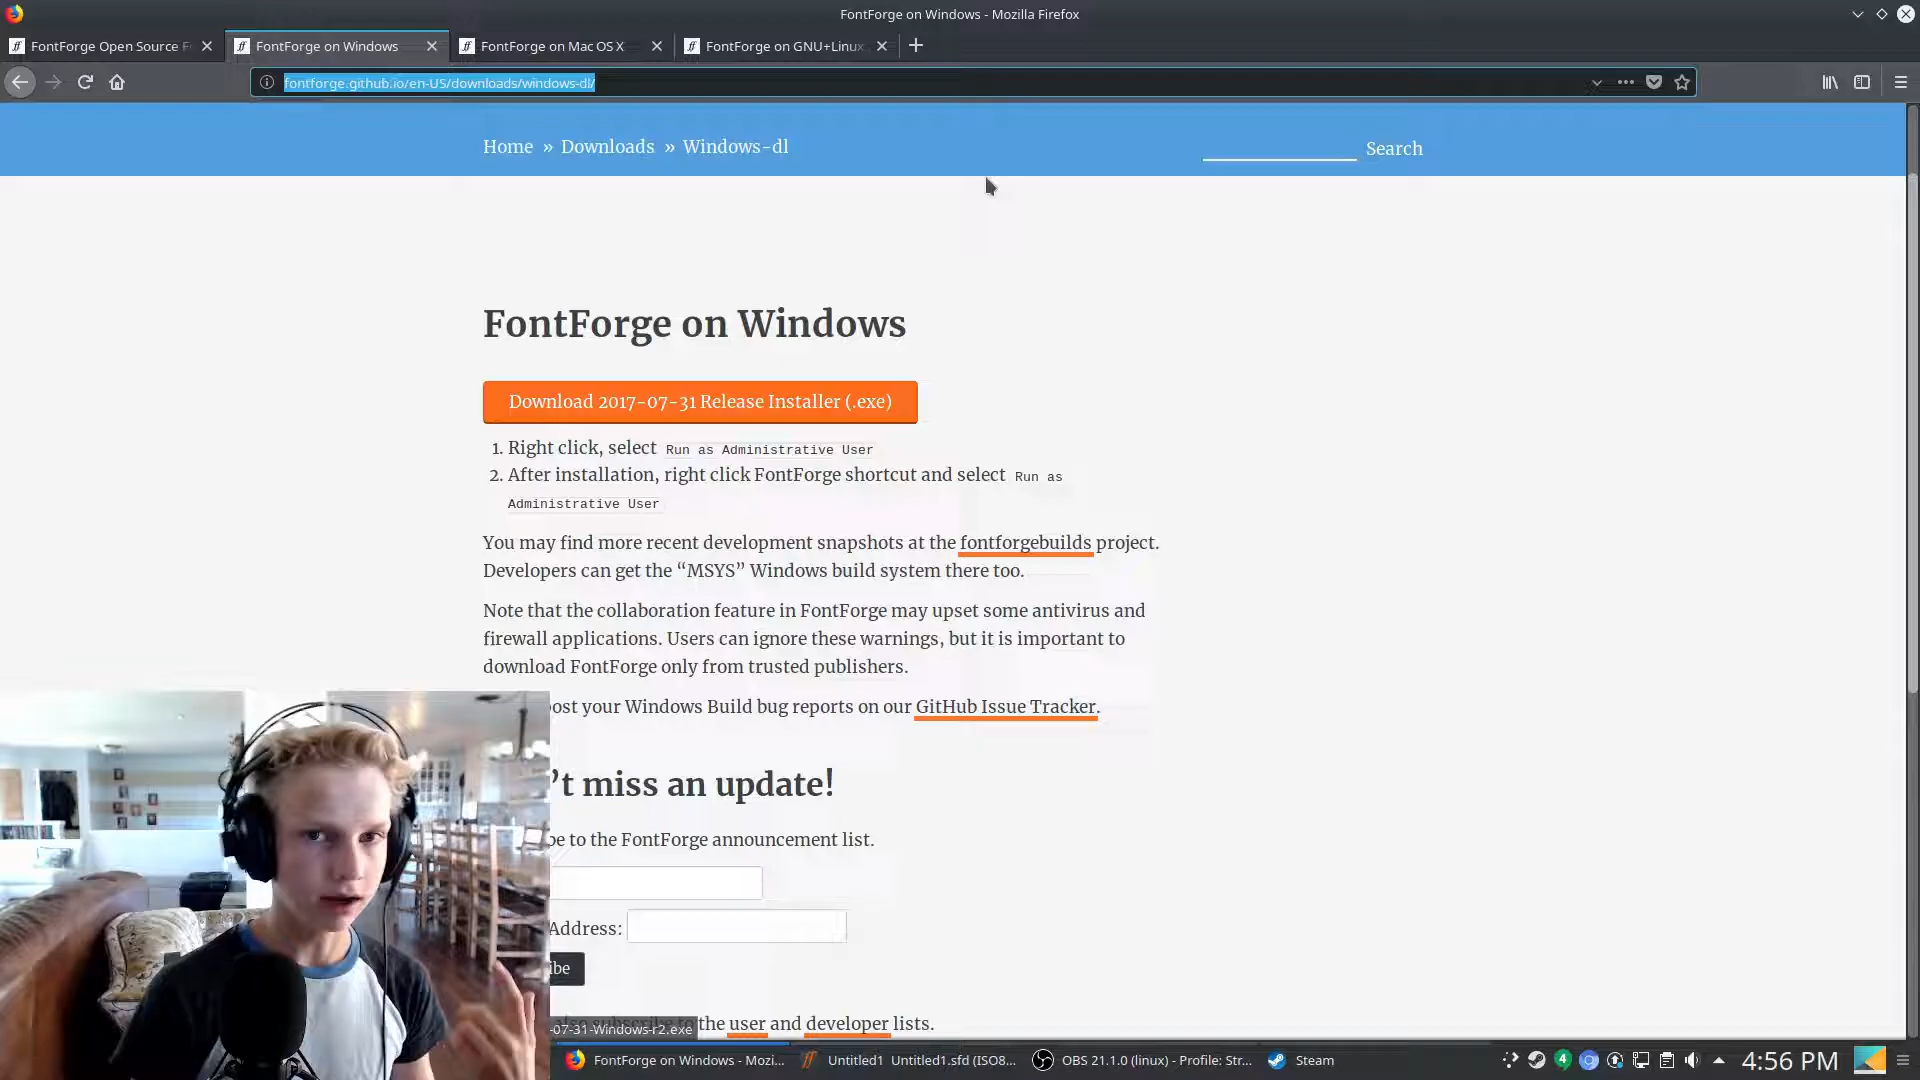 FontForge on Windows - Mozilla Firefox
FontForge Open Source F
FontForge on Windows
FontForge on Mac OS X
FontForge on GNU+Linux
fontforge.github.io/en-US/downloads/windows-dl/
Home » Downloads » Windows-dl
Search
FontForge on Windows
Download 2017-07-31 Release Installer (.exe)
1. Right click, select Run as Administrative User
2. After installation, right click FontForge shortcut and select Run as
Administrative User
You may find more recent development snapshots at the fontforgebuilds project.
Developers can get the “MSYS” Windows build system there too.
Note that the collaboration feature in FontForge may upset some antivirus and
firewall applications. Users can ignore these warnings, but it is important to
download FontForge only from trusted publishers.
ost your Windows Build bug reports on our GitHub Issue Tracker.
’t miss an update!
be to the FontForge announcement list.
Address:
ibe
-07-31-Windows-r2.exe
the user and developer lists.
FontForge on Windows - Mozi...
Untitled1 Untitled1.sfd (ISO8...
OBS 21.1.0 (linux) - Profile: Str...
Steam
4
4:56 PM